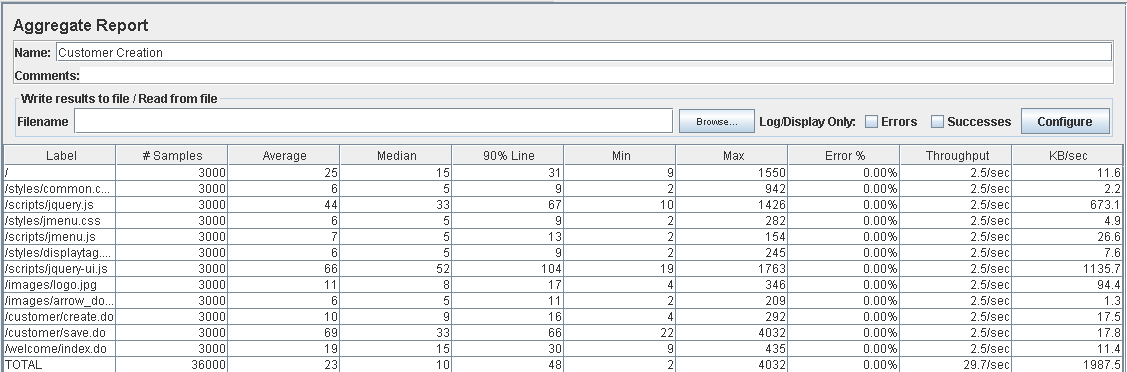 Aggregate Report
Name: Customer Creation
Comments:
Write results to file / Read from file
Filename Browse... Log/Display Only: Errors Successes Configure
Label # Samples Average Median 90% Line Min Max Error % Throughput KB/sec
/ 3000 25 15 31 9 1550 0.00% 2.5/sec 11.6
/styles/common.c... 3000 6 5 9 2 942 0.00% 2.5/sec 2.2
/scripts/jquery.js 3000 44 33 67 10 1426 0.00% 2.5/sec 673.1
/styles/jmenu.css 3000 6 5 9 2 282 0.00% 2.5/sec 4.9
/scripts/jmenu.js 3000 7 5 13 2 154 0.00% 2.5/sec 26.6
/styles/displaytag.... 3000 6 5 9 2 245 0.00% 2.5/sec 7.6
/scripts/jquery-ui.js 3000 66 52 104 19 1763 0.00% 2.5/sec 1135.7
/images/logo.jpg 3000 11 8 17 4 346 0.00% 2.5/sec 94.4
/images/arrow_do... 3000 6 5 11 2 209 0.00% 2.5/sec 1.3
/customer/create.do 3000 10 9 16 4 292 0.00% 2.5/sec 17.5
/customer/save.do 3000 69 33 66 22 4032 0.00% 2.5/sec 17.8
/welcome/index.do 3000 19 15 30 9 435 0.00% 2.5/sec 11.4
TOTAL 36000 23 10 48 2 4032 0.00% 29.7/sec 1987.5